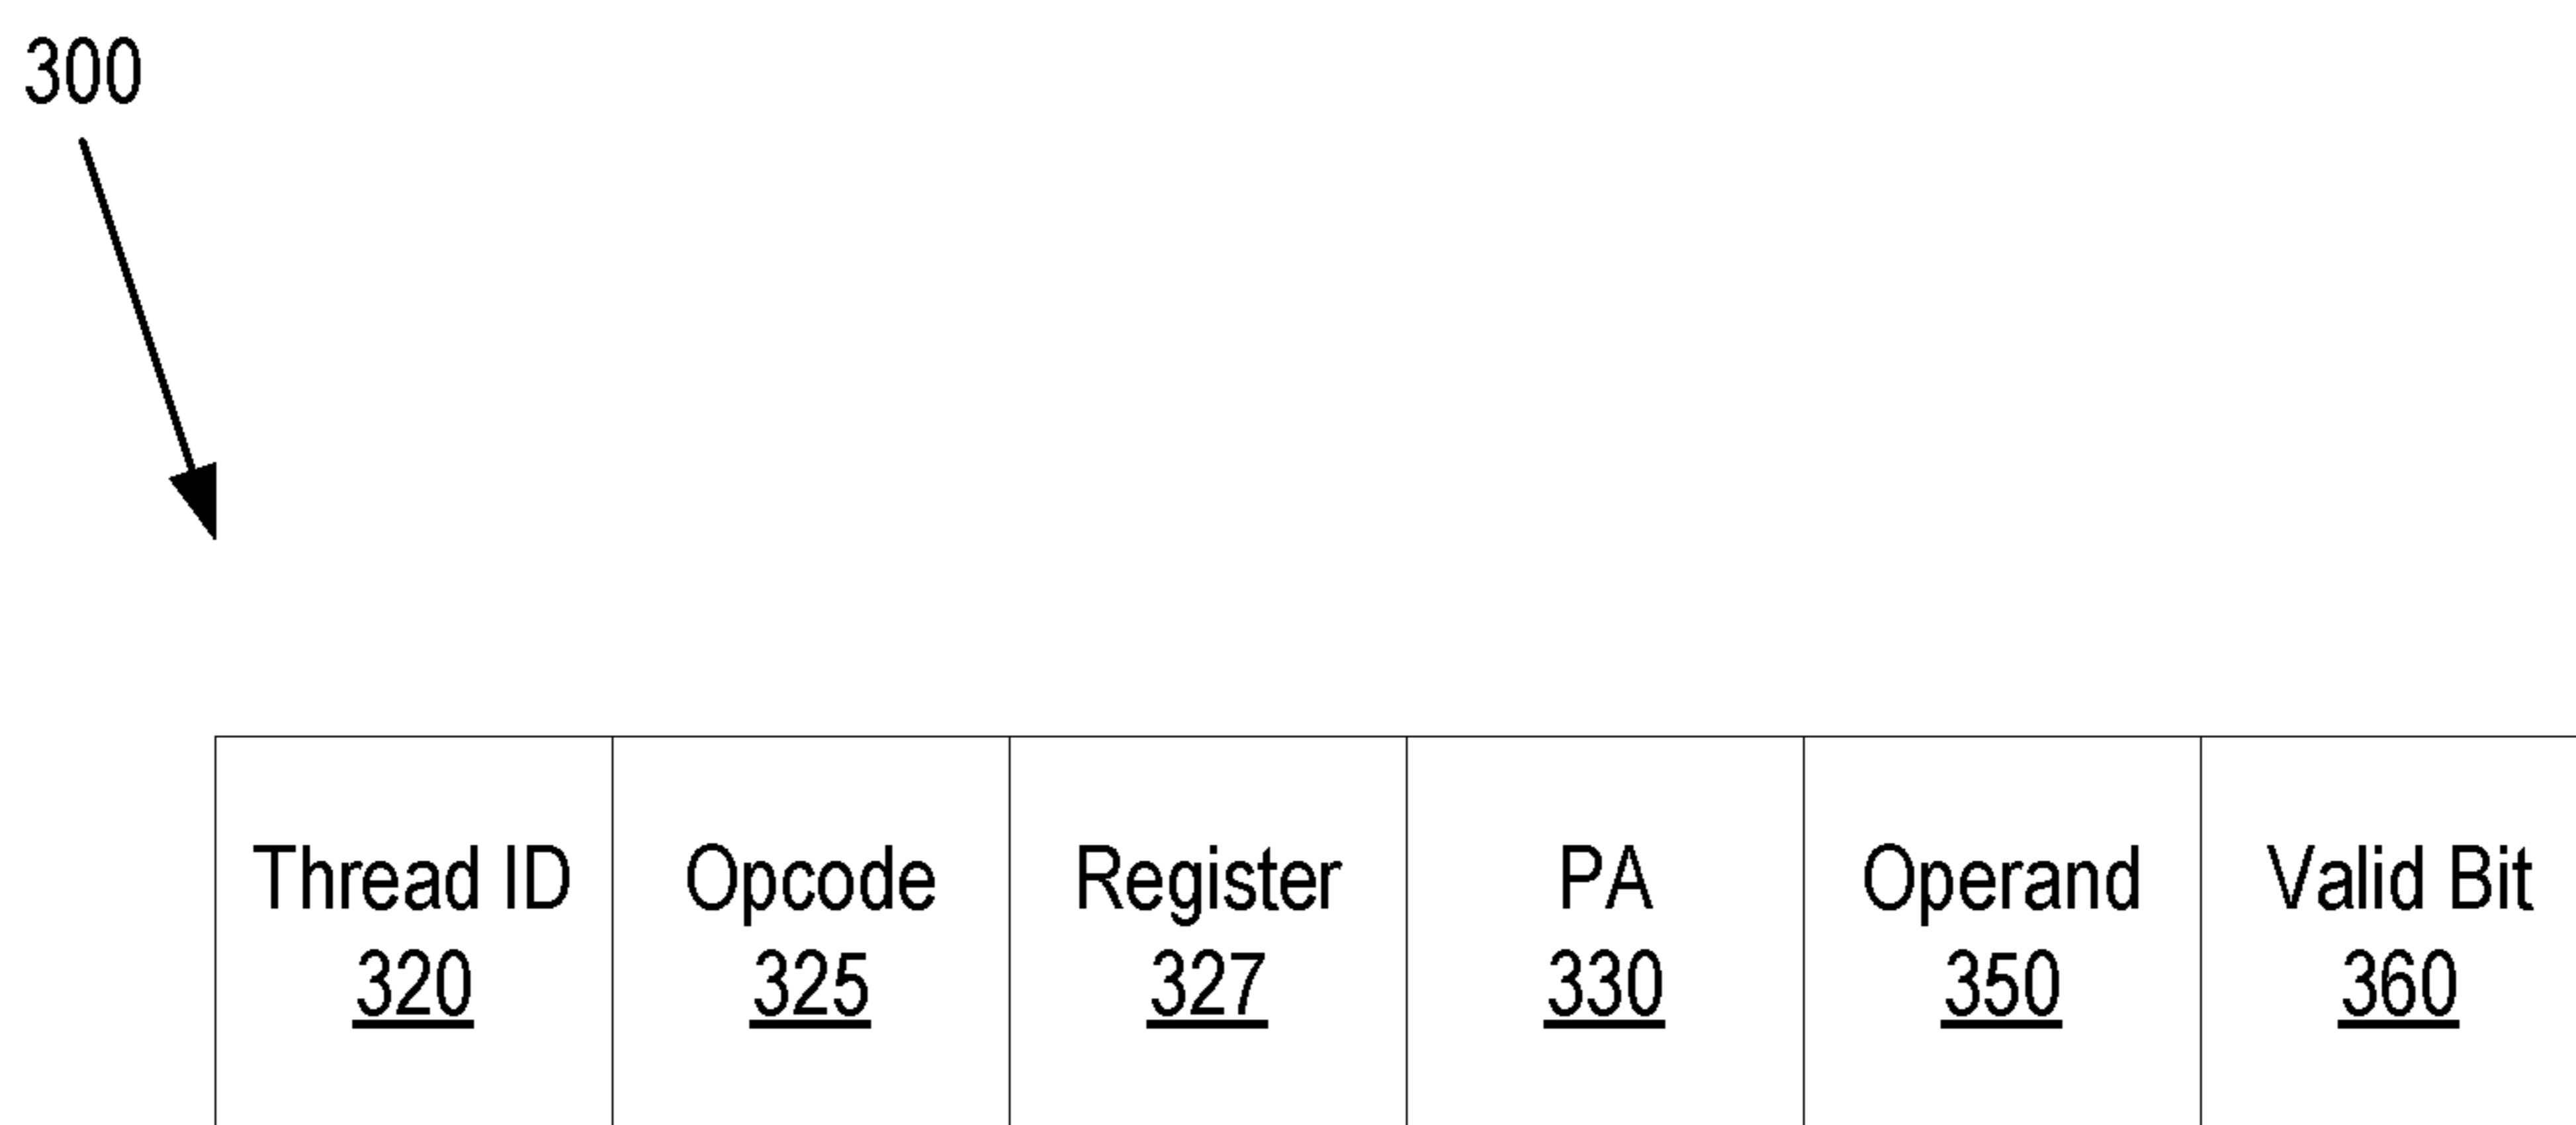 300
Thread ID
320
Opcode
325
Register
327
PA
330
Operand
350
Valid Bit
360